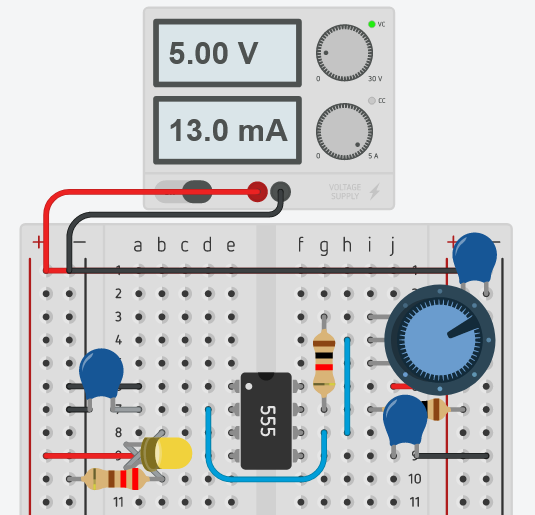 VC
5.00 V
0 30 V
CC
13.0 mA
0 5 A
VOLTAGE
SUPPLY
+ − a b c d e f g h i j + −
1 1
2
3
4
555
8
9
10
11 11